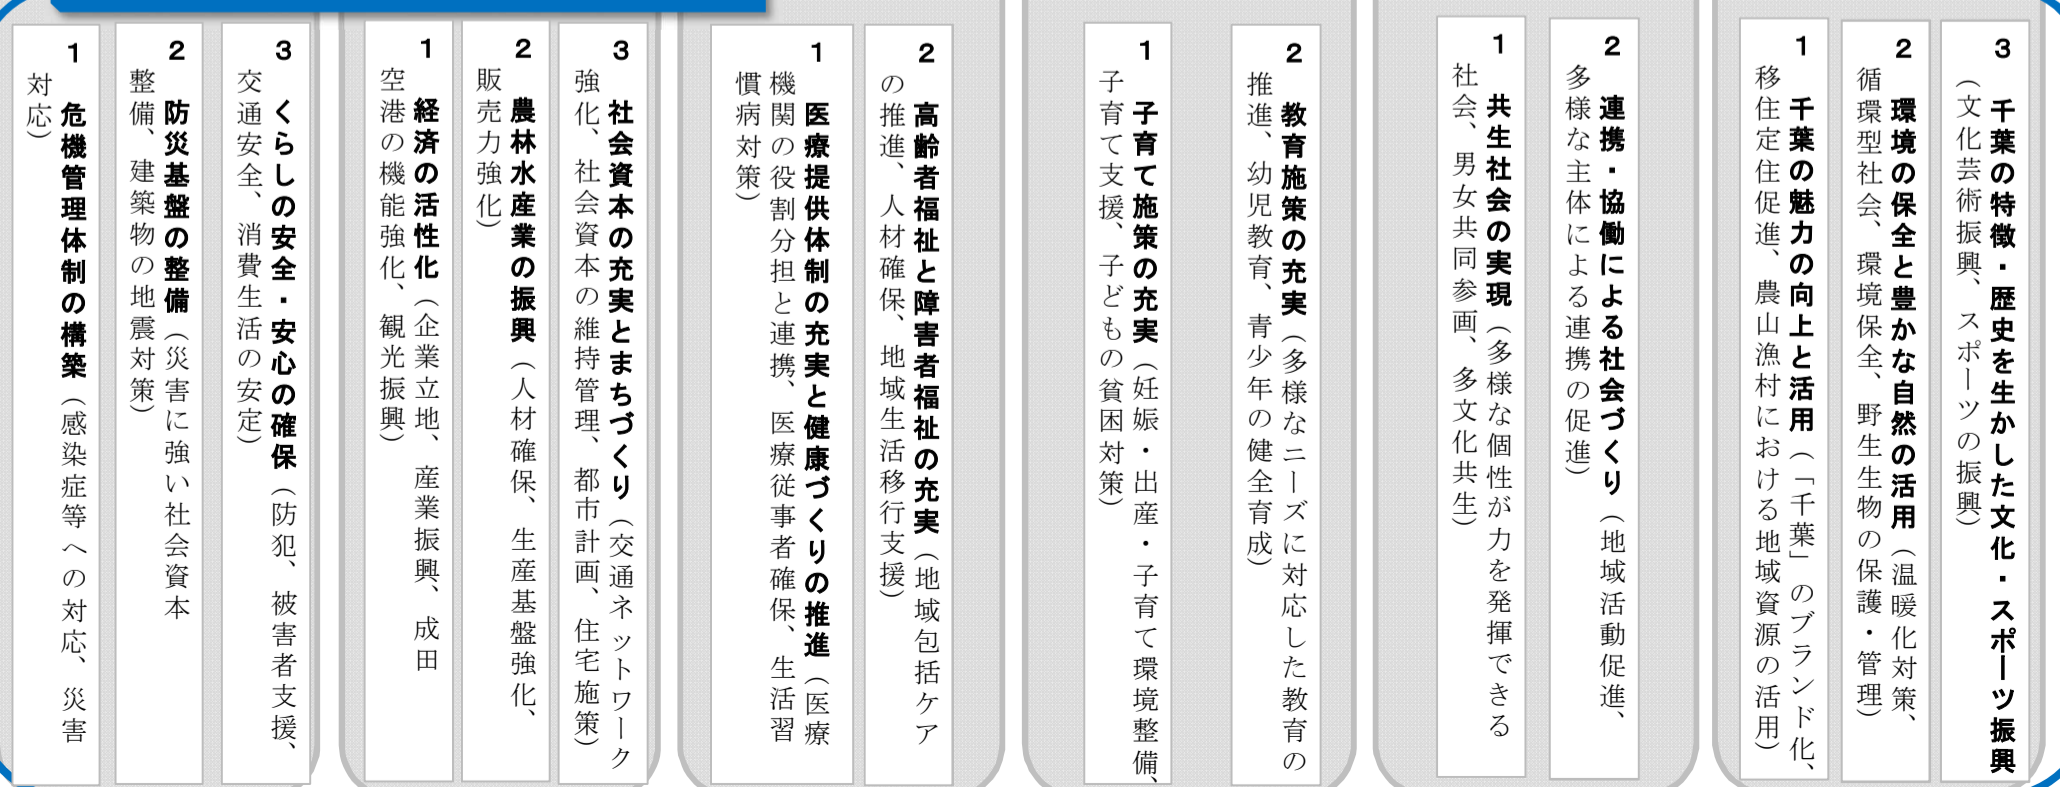 1 危機管理体制の構築（感染症等への対応、災害
対応）
2 防災基盤の整備（災害に強い社会資本
整備、建築物の地震対策）
3 くらしの安全・安心の確保（防犯、被害者支援、
交通安全、消費生活の安定）
1 経済の活性化（企業立地、産業振興、成田
空港の機能強化、観光振興）
2 農林水産業の振興（人材確保、生産基盤強化、
販売力強化）
3 社会資本の充実とまちづくり（交通ネットワーク
強化、社会資本の維持管理、都市計画、住宅施策）
1 医療提供体制の充実と健康づくりの推進（医療
機関の役割分担と連携、医療従事者確保、生活習
慣病対策）
2 高齢者福祉と障害者福祉の充実（地域包括ケア
の推進、人材確保、地域生活移行支援）
1 子育て施策の充実（妊娠・出産・子育て環境整備、
子育て支援、子どもの貧困対策）
2 教育施策の充実（多様なニーズに対応した教育の
推進、幼児教育、青少年の健全育成）
1 共生社会の実現（多様な個性が力を発揮できる
社会、男女共同参画、多文化共生）
2 連携・協働による社会づくり（地域活動促進、
多様な主体による連携の促進）
1 千葉の魅力の向上と活用（「千葉」のブランド化、
移住定住促進、農山漁村における地域資源の活用）
2 環境の保全と豊かな自然の活用（温暖化対策、
循環型社会、環境保全、野生生物の保護・管理）
3 千葉の特徴・歴史を生かした文化・スポーツ振興
（文化芸術振興、スポーツの振興）